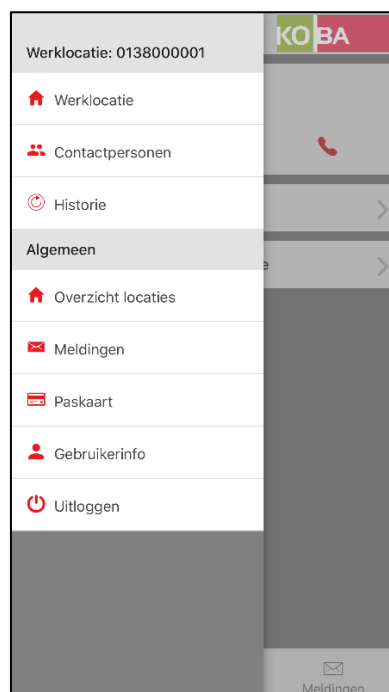 KO BA
Werklocatie: 0138000001
Werklocatie
Contactpersonen
Historie
Algemeen
e
Overzicht locaties
Meldingen
Paskaart
Gebruikerinfo
Uitloggen
Meldingen